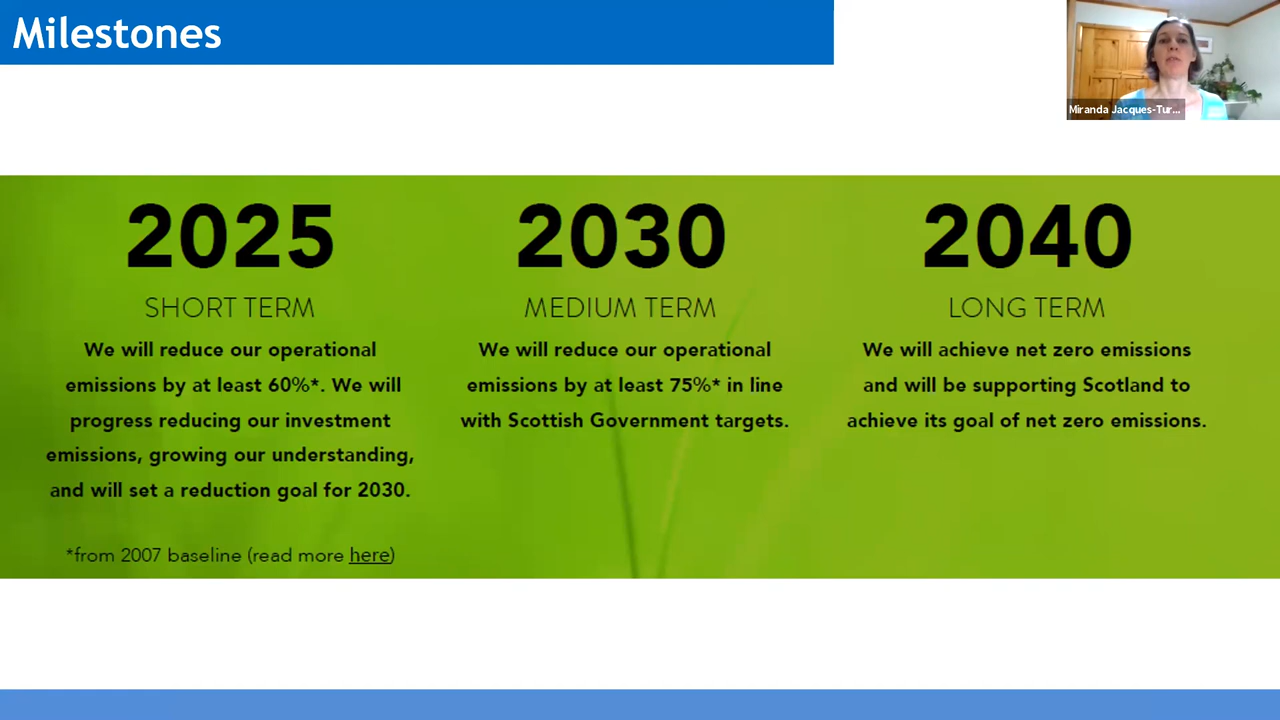 Milestones
Miranda Jacques-Tur...
2025
SHORT TERM
We will reduce our operational
emissions by at least 60%*. We will
progress reducing our investment
emissions, growing our understanding,
and will set a reduction goal for 2030.
*from 2007 baseline (read more here)
2030
MEDIUM TERM
We will reduce our operational
emissions by at least 75%* in line
with Scottish Government targets.
2040
LONG TERM
We will achieve net zero emissions
and will be supporting Scotland to
achieve its goal of net zero emissions.